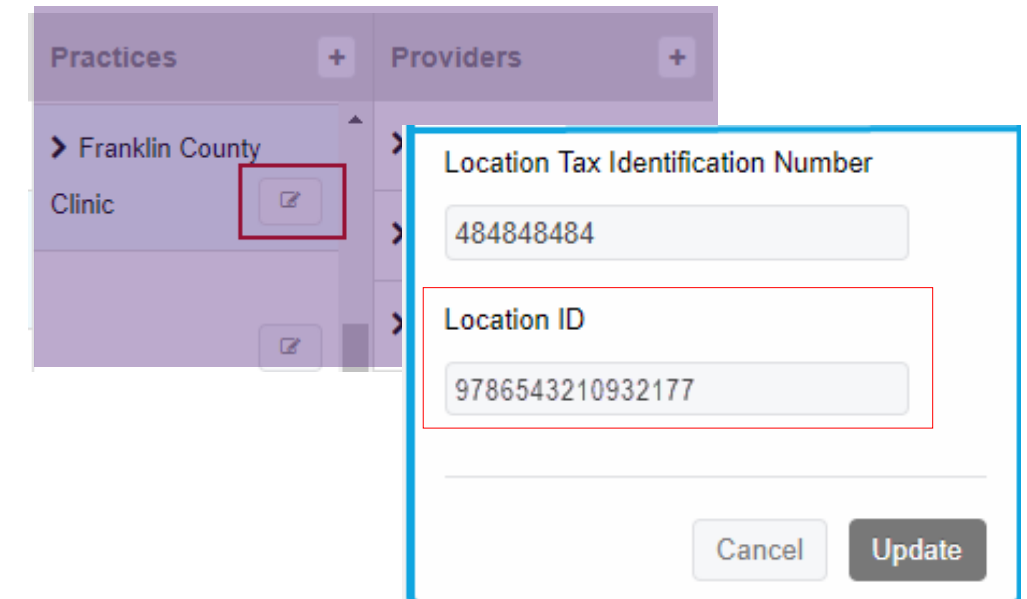 Practices + Providers +
Franklin County
Clinic
Location Tax Identification Number
484848484
Location ID
9786543210932177
Cancel Update